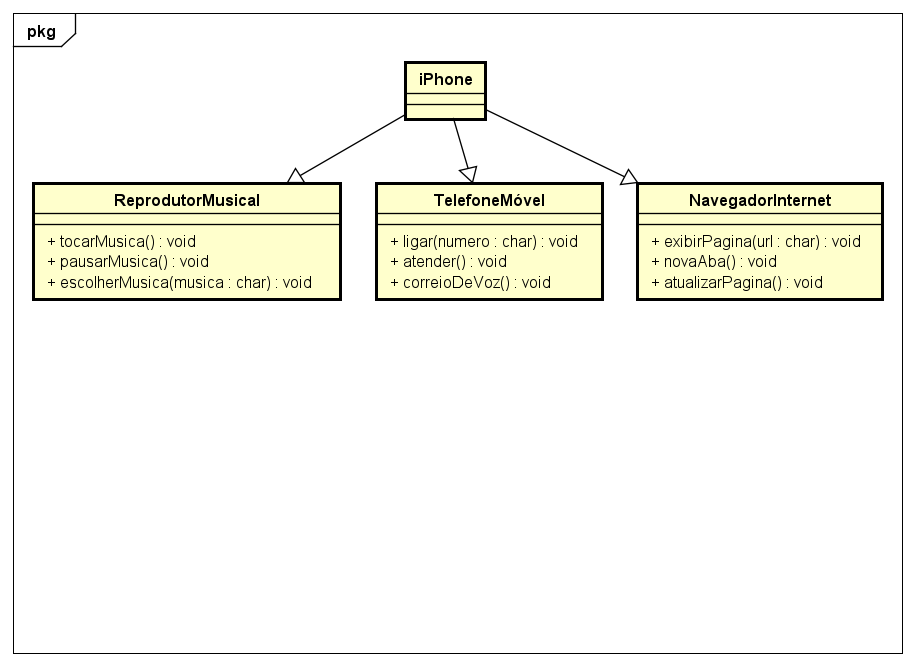 pkg
iPhone
ReprodutorMusical
+ tocarMusica() : void
+ pausarMusica() : void
+ escolherMusica(musica : char) : void
TelefoneMóvel
+ ligar(numero : char) : void
+ atender() : void
+ correioDeVoz() : void
NavegadorInternet
+ exibirPagina(url : char) : void
+ novaAba() : void
+ atualizarPagina() : void